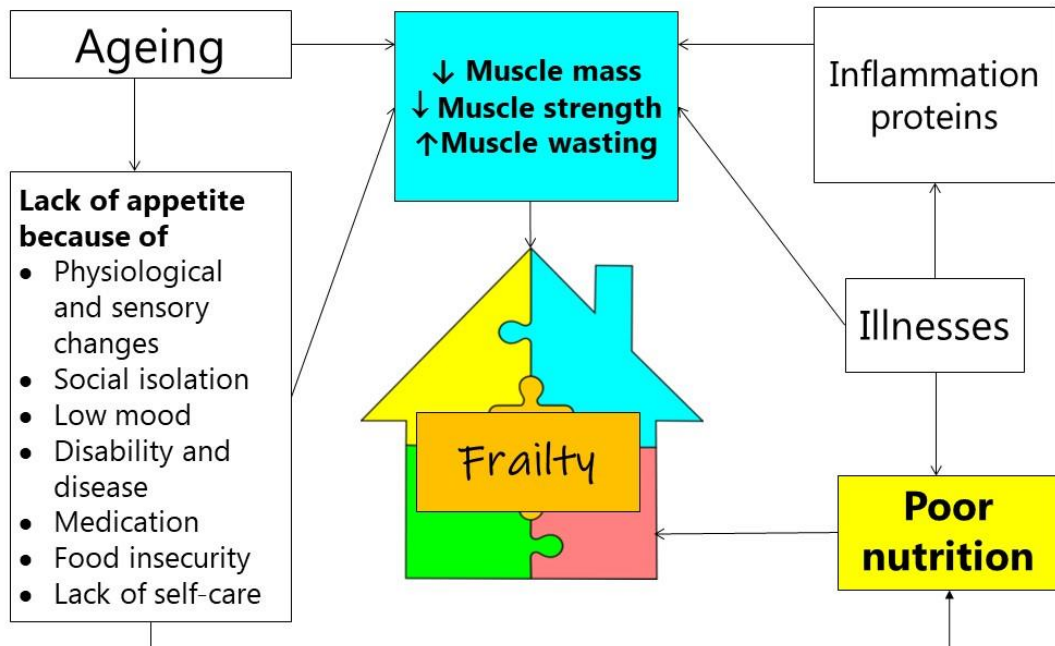 Ageing
↓ Muscle mass
↓ Muscle strength
↑Muscle wasting
Inflammation
proteins
Lack of appetite
because of
• Physiological
and sensory
changes
• Social isolation
• Low mood
• Disability and
disease
• Medication
• Food insecurity
• Lack of self-care
Illnesses
Frailty
Poor
nutrition